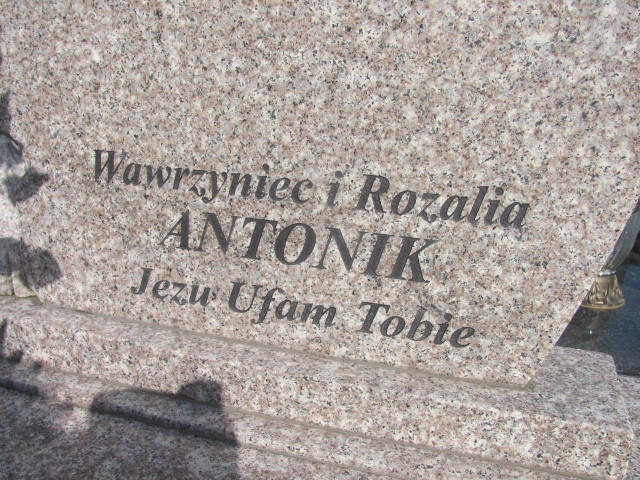 Wawrzyniec i Rozalia
ANTONIK
Jezu Ufam Tobie